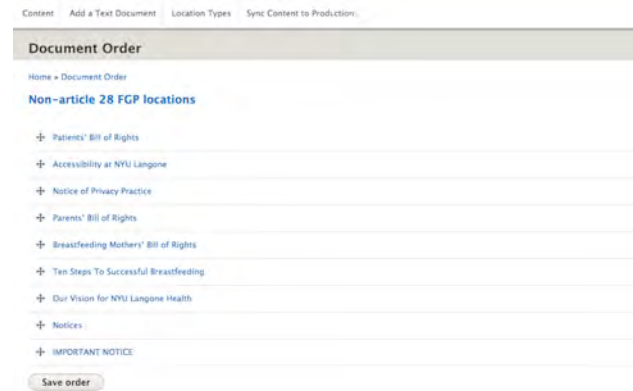 Content Add a Text Document Location Types Sync Content to Production
Document Order
Home » Document Order
Non-article 28 FGP locations
Patients' Bill of Rights
Accessibility at NYU Langone
Notice of Privacy Practice
Parents' Bill of Rights
Breastfeeding Mothers' Bill of Rights
Ten Steps To Successful Breastfeeding
Our Vision for NYU Langone Health
Notices
IMPORTANT NOTICE
Save order